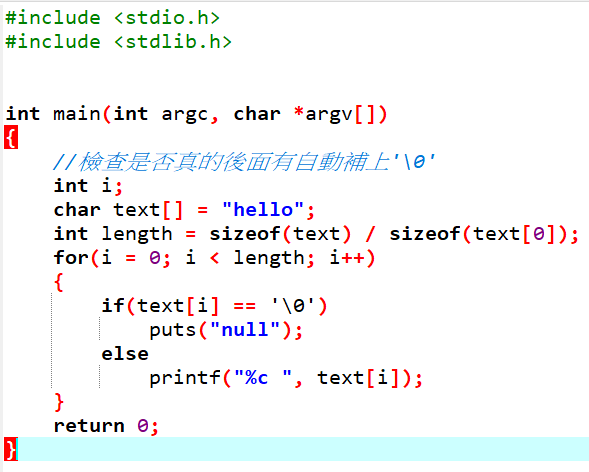 #include <stdio.h>
#include <stdlib.h>
int main(int argc, char *argv[])
{
    //檢查是否真的後面有自動補上'\0'
    int i;
    char text[] = "hello";
    int length = sizeof(text) / sizeof(text[0]);
    for(i = 0; i < length; i++)
    {
        if(text[i] == '\0')
            puts("null");
        else
            printf("%c ", text[i]);
    }
    return 0;
}